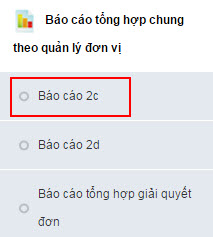 Báo cáo tổng hợp chung
theo quản lý đơn vị
Báo cáo 2c
Báo cáo 2d
Báo cáo tổng hợp giải quyết
đơn